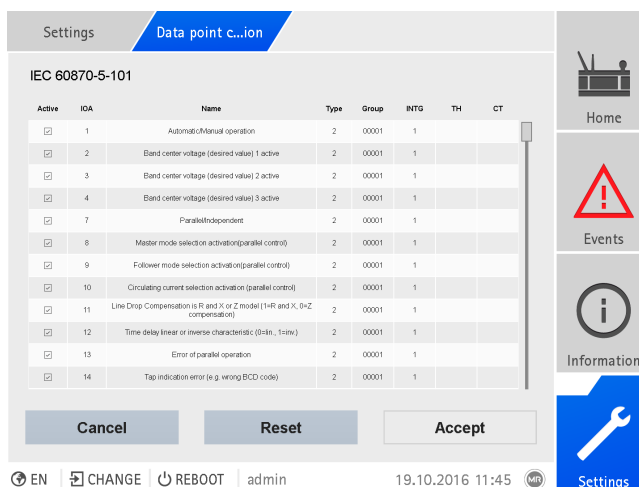 Settings
Data point c...ion
IEC 60870-5-101
Active IOA Name Type Group INTG TH CT
1 Automatic/Manual operation 2 00001 1
2 Band center voltage (desired value) 1 active 2 00001 1
3 Band center voltage (desired value) 2 active 2 00001 1
4 Band center voltage (desired value) 3 active 2 00001 1
7 Parallel/Independent 2 00001 1
8 Master mode selection activation(parallel control) 2 00001 1
9 Follower mode selection activation(parallel control) 2 00001 1
10 Circulating current selection activation (parallel control) 2 00001 1
11 Line Drop Compensation is R and X or Z model (1=R and X, 0=Z 2 00001 1
compensation)
12 Time delay linear or inverse characteristic (0=lin., 1=inv.) 2 00001 1
13 Error of parallel operation 2 00001 1
14 Tap indication error (e.g. wrong BCD code) 2 00001 1
Cancel
Reset
Accept
EN CHANGE REBOOT admin 19.10.2016 11:45 MR
Home
Events
Information
Settings